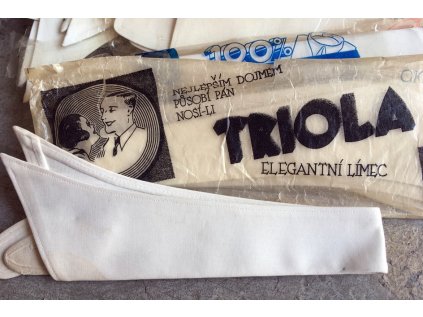 100%
NEJLEPŠÍM DOJMEM
PŮSOBÍ PÁN
NOSÍ-LI
TRIOLA
ELEGANTNÍ LÍMEC